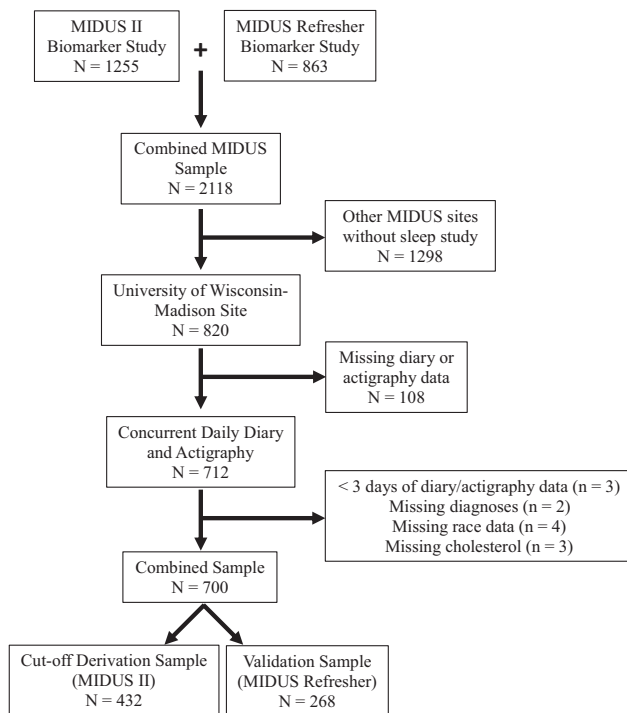 MIDUS II
Biomarker Study
N = 1255
+
MIDUS Refresher
Biomarker Study
N = 863
Combined MIDUS
Sample
N = 2118
Other MIDUS sites
without sleep study
N = 1298
University of Wisconsin-
Madison Site
N = 820
Missing diary or
actigraphy data
N = 108
Concurrent Daily Diary
and Actigraphy
N = 712
< 3 days of diary/actigraphy data (n = 3)
Missing diagnoses (n = 2)
Missing race data (n = 4)
Missing cholesterol (n = 3)
Combined Sample
N = 700
Cut-off Derivation Sample
(MIDUS II)
N = 432
Validation Sample
(MIDUS Refresher)
N = 268